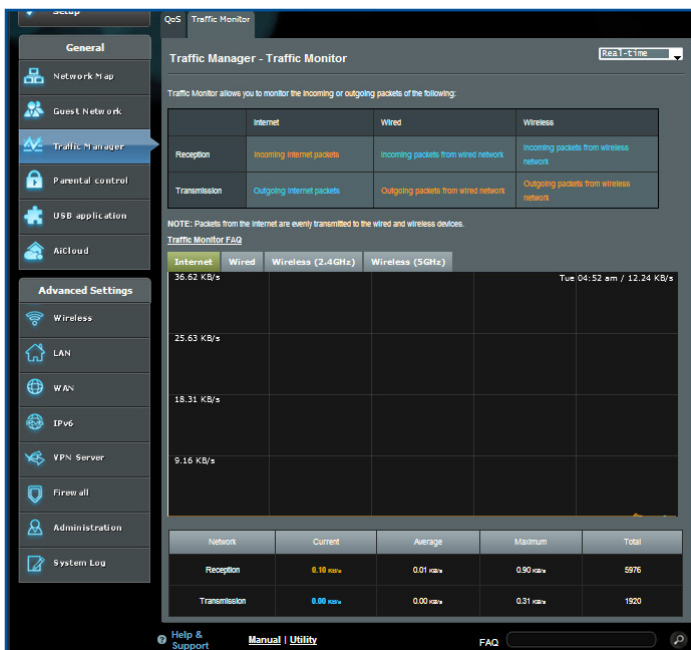 Setup
General
Network Map
Guest Network
Traffic Manager
Parental control
USB application
AiCloud
Advanced Settings
Wireless
LAN
WAN
IPv6
VPN Server
Firewall
Administration
System Log
QoS Traffic Monitor
Traffic Manager - Traffic Monitor
Real-time
Traffic Monitor allows you to monitor the incoming or outgoing packets of the following:
Internet Wired Wireless
Reception Incoming Internet packets Incoming packets from wired network Incoming packets from wireless network
Transmission Outgoing Internet packets Outgoing packets from wired network Outgoing packets from wireless network
NOTE: Packets from the Internet are evenly transmitted to the wired and wireless devices.
Traffic Monitor FAQ
Internet Wired Wireless (2.4GHz) Wireless (5GHz)
36.62 KB/s Tue 04:52 am / 12.24 KB/s
25.63 KB/s
18.31 KB/s
9.16 KB/s
Network Current Average Maximum Total
Reception 0.10 KB/s 0.01 KB/s 0.90 KB/s 5976
Transmission 0.00 KB/s 0.00 KB/s 0.31 KB/s 1920
Help & Support Manual | Utility FAQ